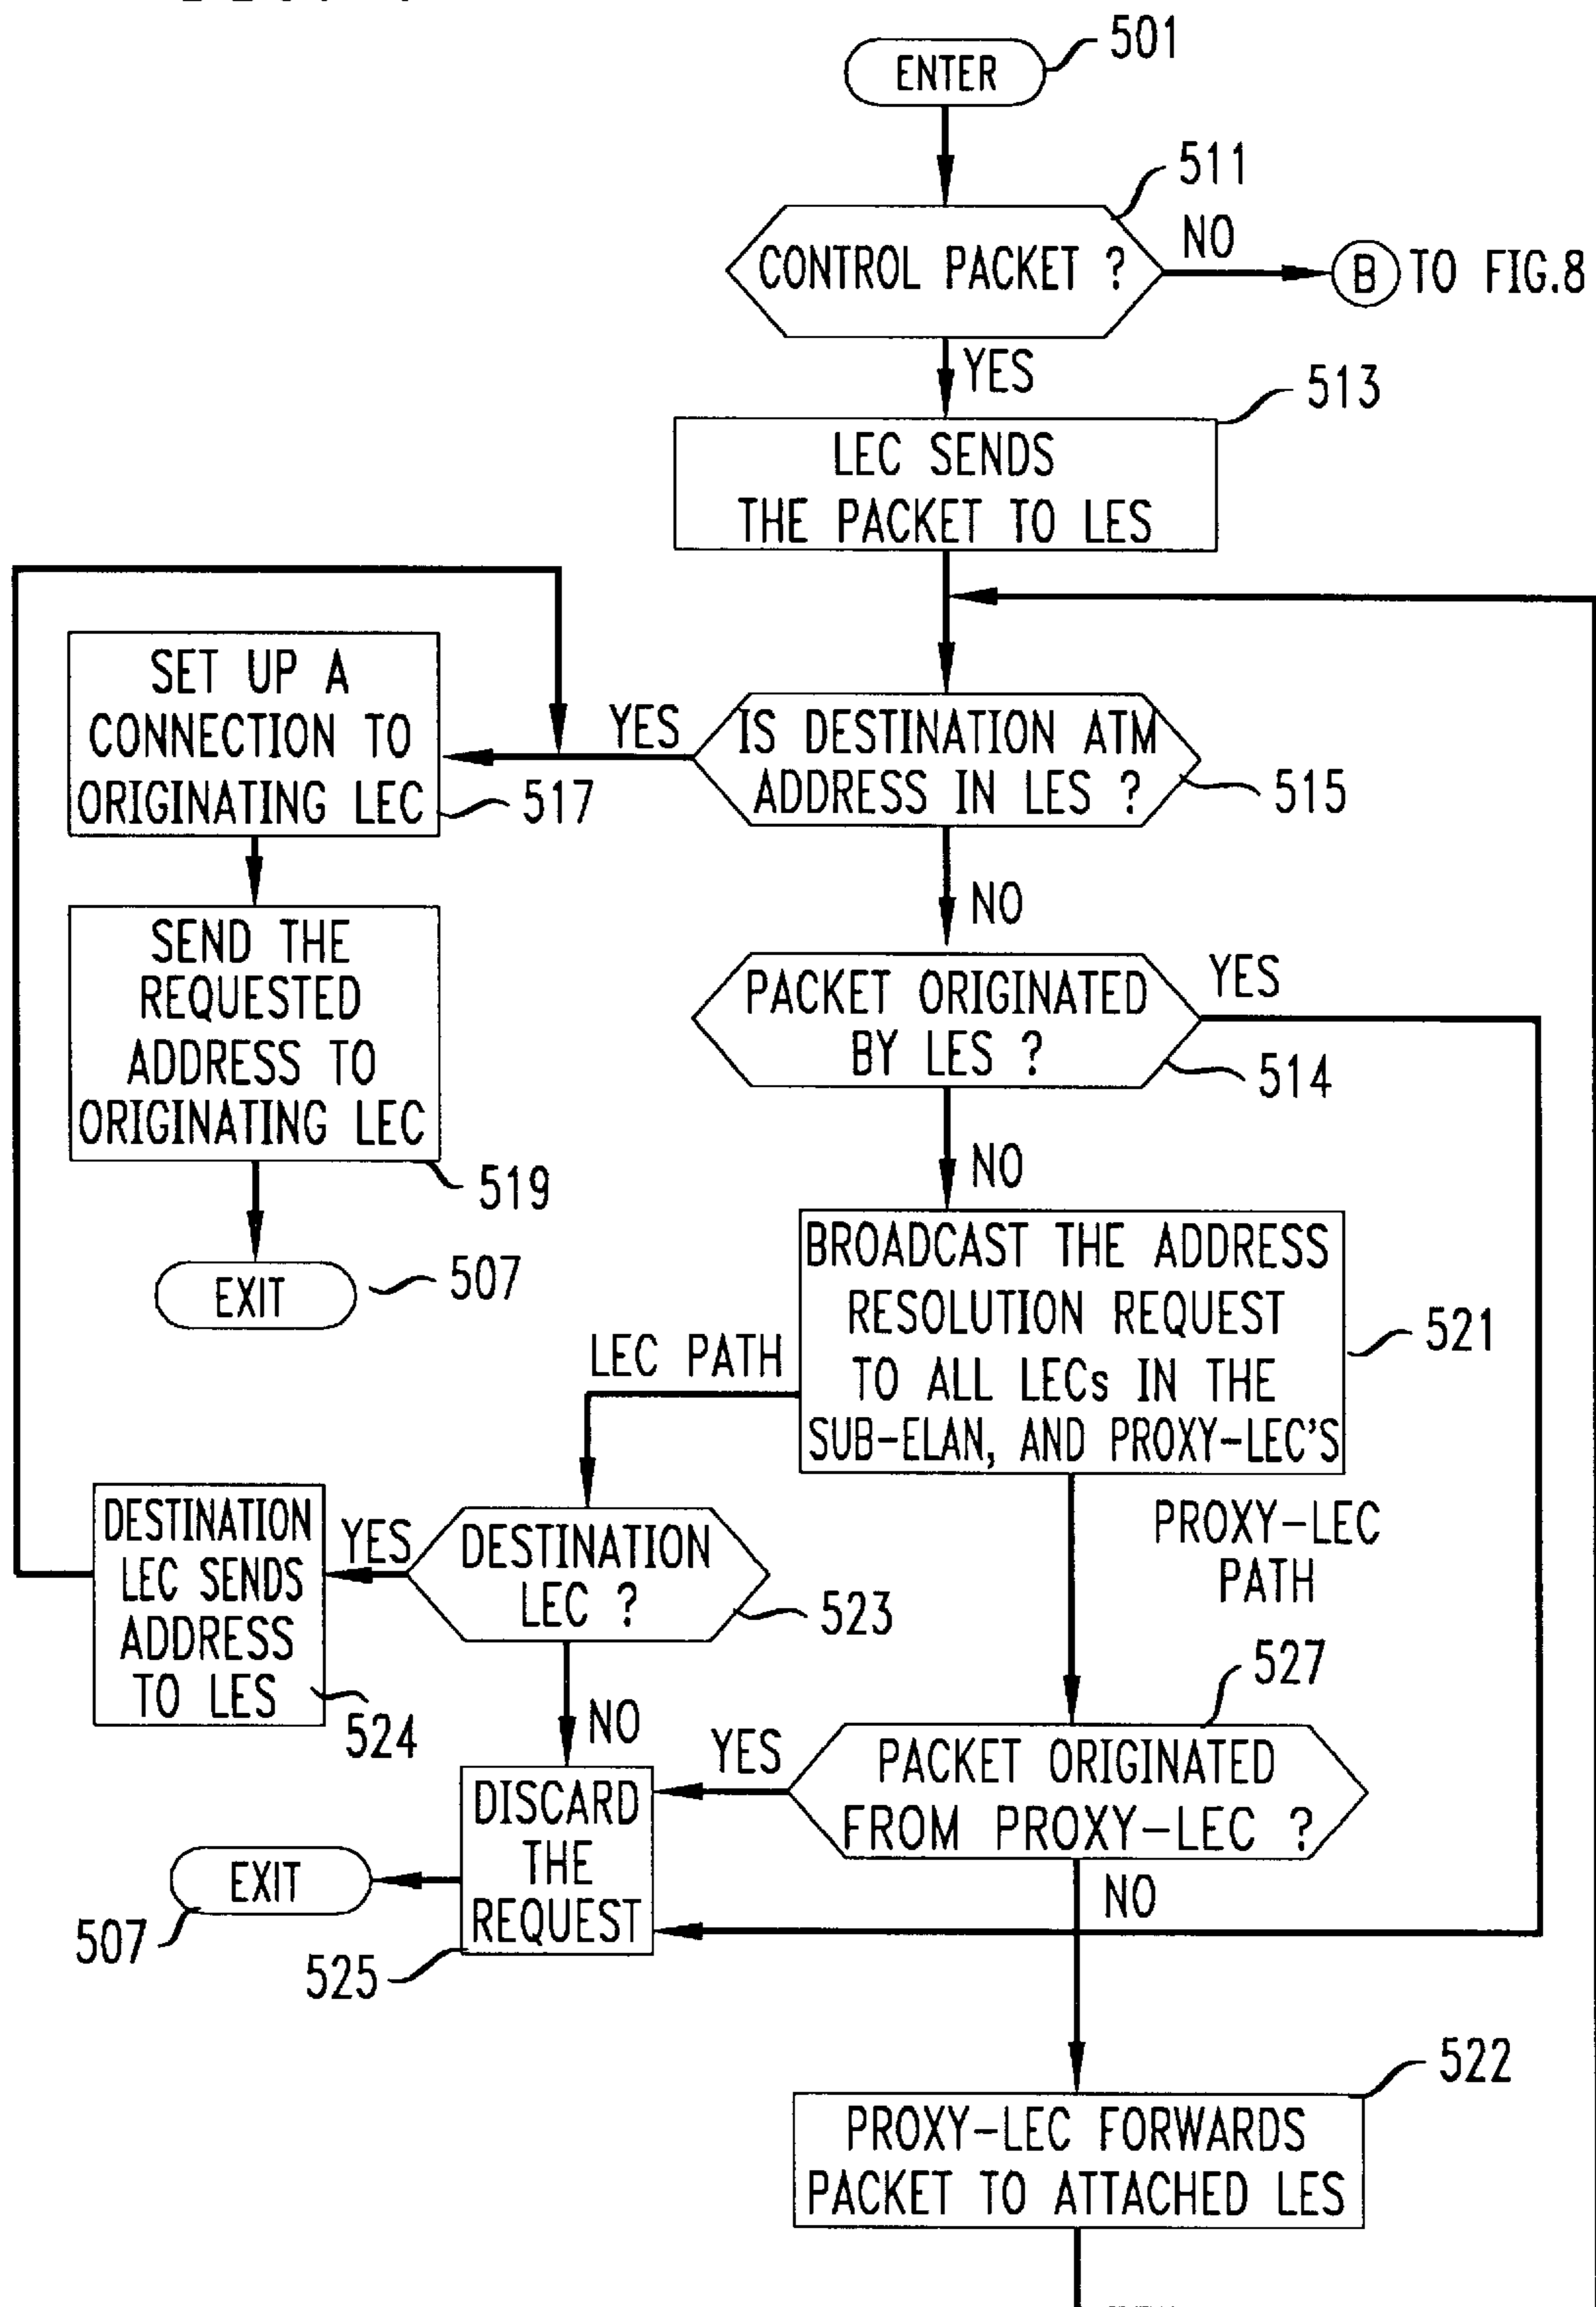 501
ENTER
511
CONTROL PACKET ?
NO
B
TO FIG.8
YES
513
LEC SENDS
THE PACKET TO LES
SET UP A
CONNECTION TO
ORIGINATING LEC
517
YES
IS DESTINATION ATM
ADDRESS IN LES ?
515
NO
SEND THE
REQUESTED
ADDRESS TO
ORIGINATING LEC
519
EXIT
507
PACKET ORIGINATED
BY LES ?
YES
514
NO
BROADCAST THE ADDRESS
RESOLUTION REQUEST
TO ALL LECs IN THE
SUB-ELAN, AND PROXY-LEC'S
521
LEC PATH
PROXY-LEC
PATH
DESTINATION
LEC SENDS
ADDRESS
TO LES
524
YES
DESTINATION
LEC ?
523
NO
527
YES
PACKET ORIGINATED
FROM PROXY-LEC ?
NO
DISCARD
THE
REQUEST
525
EXIT
507
522
PROXY-LEC FORWARDS
PACKET TO ATTACHED LES